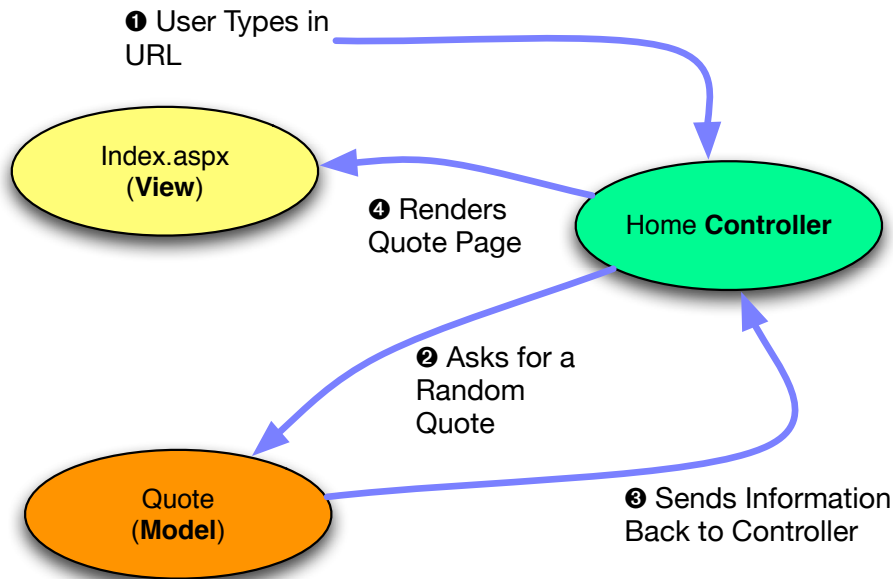 ❶ User Types in
URL
Index.aspx
(View)
❹ Renders
Quote Page
Home Controller
❷ Asks for a
Random
Quote
Quote
(Model)
❸ Sends Information
Back to Controller